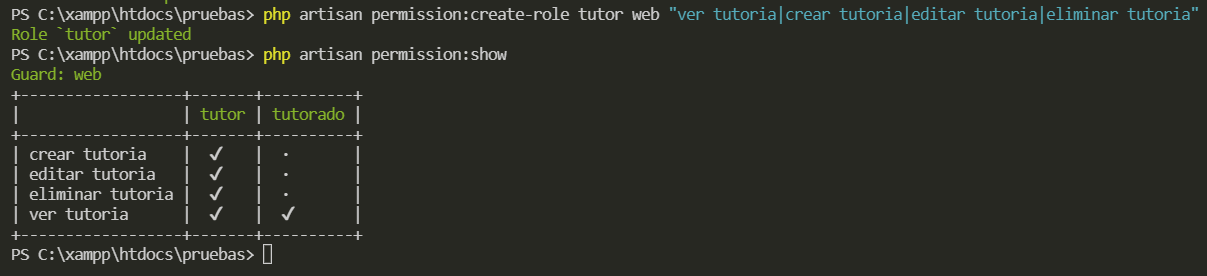 PS C:\xampp\htdocs\pruebas> php artisan permission:create-role tutor web "ver tutoria|crear tutoria|editar tutoria|eliminar tutoria"
Role `tutor` updated
PS C:\xampp\htdocs\pruebas> php artisan permission:show
Guard: web
+------------------+-------+----------+
|                  | tutor | tutorado |
+------------------+-------+----------+
| crear tutoria    |  ✔    |  ·       |
| editar tutoria   |  ✔    |  ·       |
| eliminar tutoria |  ✔    |  ·       |
| ver tutoria      |  ✔    |  ✔       |
+------------------+-------+----------+
PS C:\xampp\htdocs\pruebas>